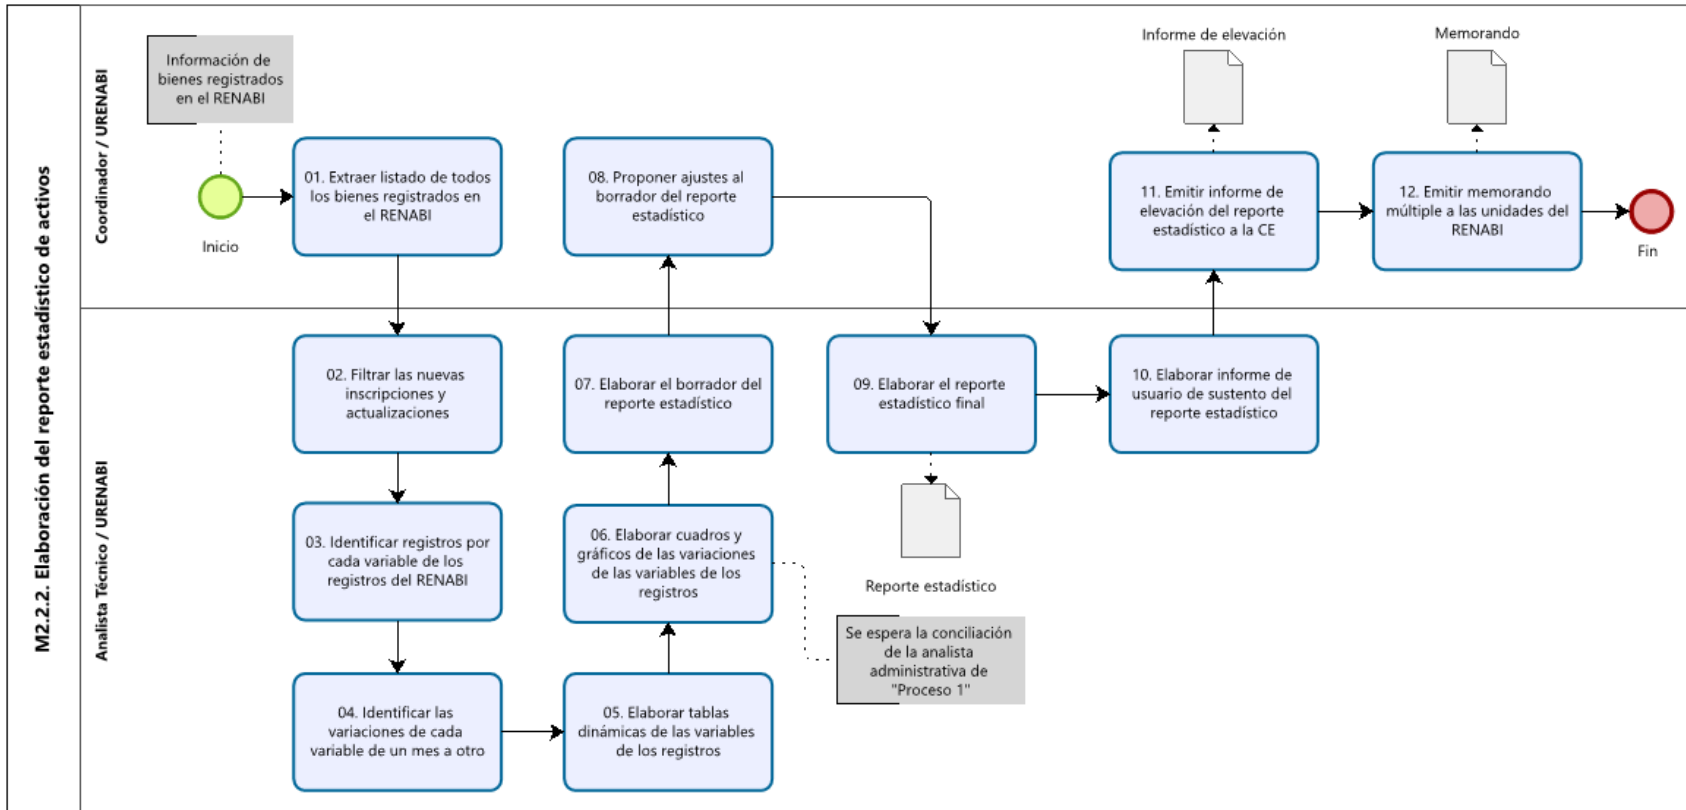 M2.2.2. Elaboración del reporte estadístico de activos
Coordinador / URENABI
Información de
bienes registrados
en el RENABI
Inicio
01. Extraer listado de todos
los bienes registrados en
el RENABI
08. Proponer ajustes al
borrador del reporte
estadístico
Informe de elevación
11. Emitir informe de
elevación del reporte
estadístico a la CE
Memorando
12. Emitir memorando
múltiple a las unidades del
RENABI
Fin
Analista Técnico / URENABI
02. Filtrar las nuevas
inscripciones y
actualizaciones
03. Identificar registros por
cada variable de los
registros del RENABI
04. Identificar las
variaciones de cada
variable de un mes a otro
05. Elaborar tablas
dinámicas de las variables
de los registros
06. Elaborar cuadros y
gráficos de las variaciones
de las variables de los
registros
Se espera la conciliación
de la analista
administrativa de
"Proceso 1"
07. Elaborar el borrador del
reporte estadístico
09. Elaborar el reporte
estadístico final
Reporte estadístico
10. Elaborar informe de
usuario de sustento del
reporte estadístico